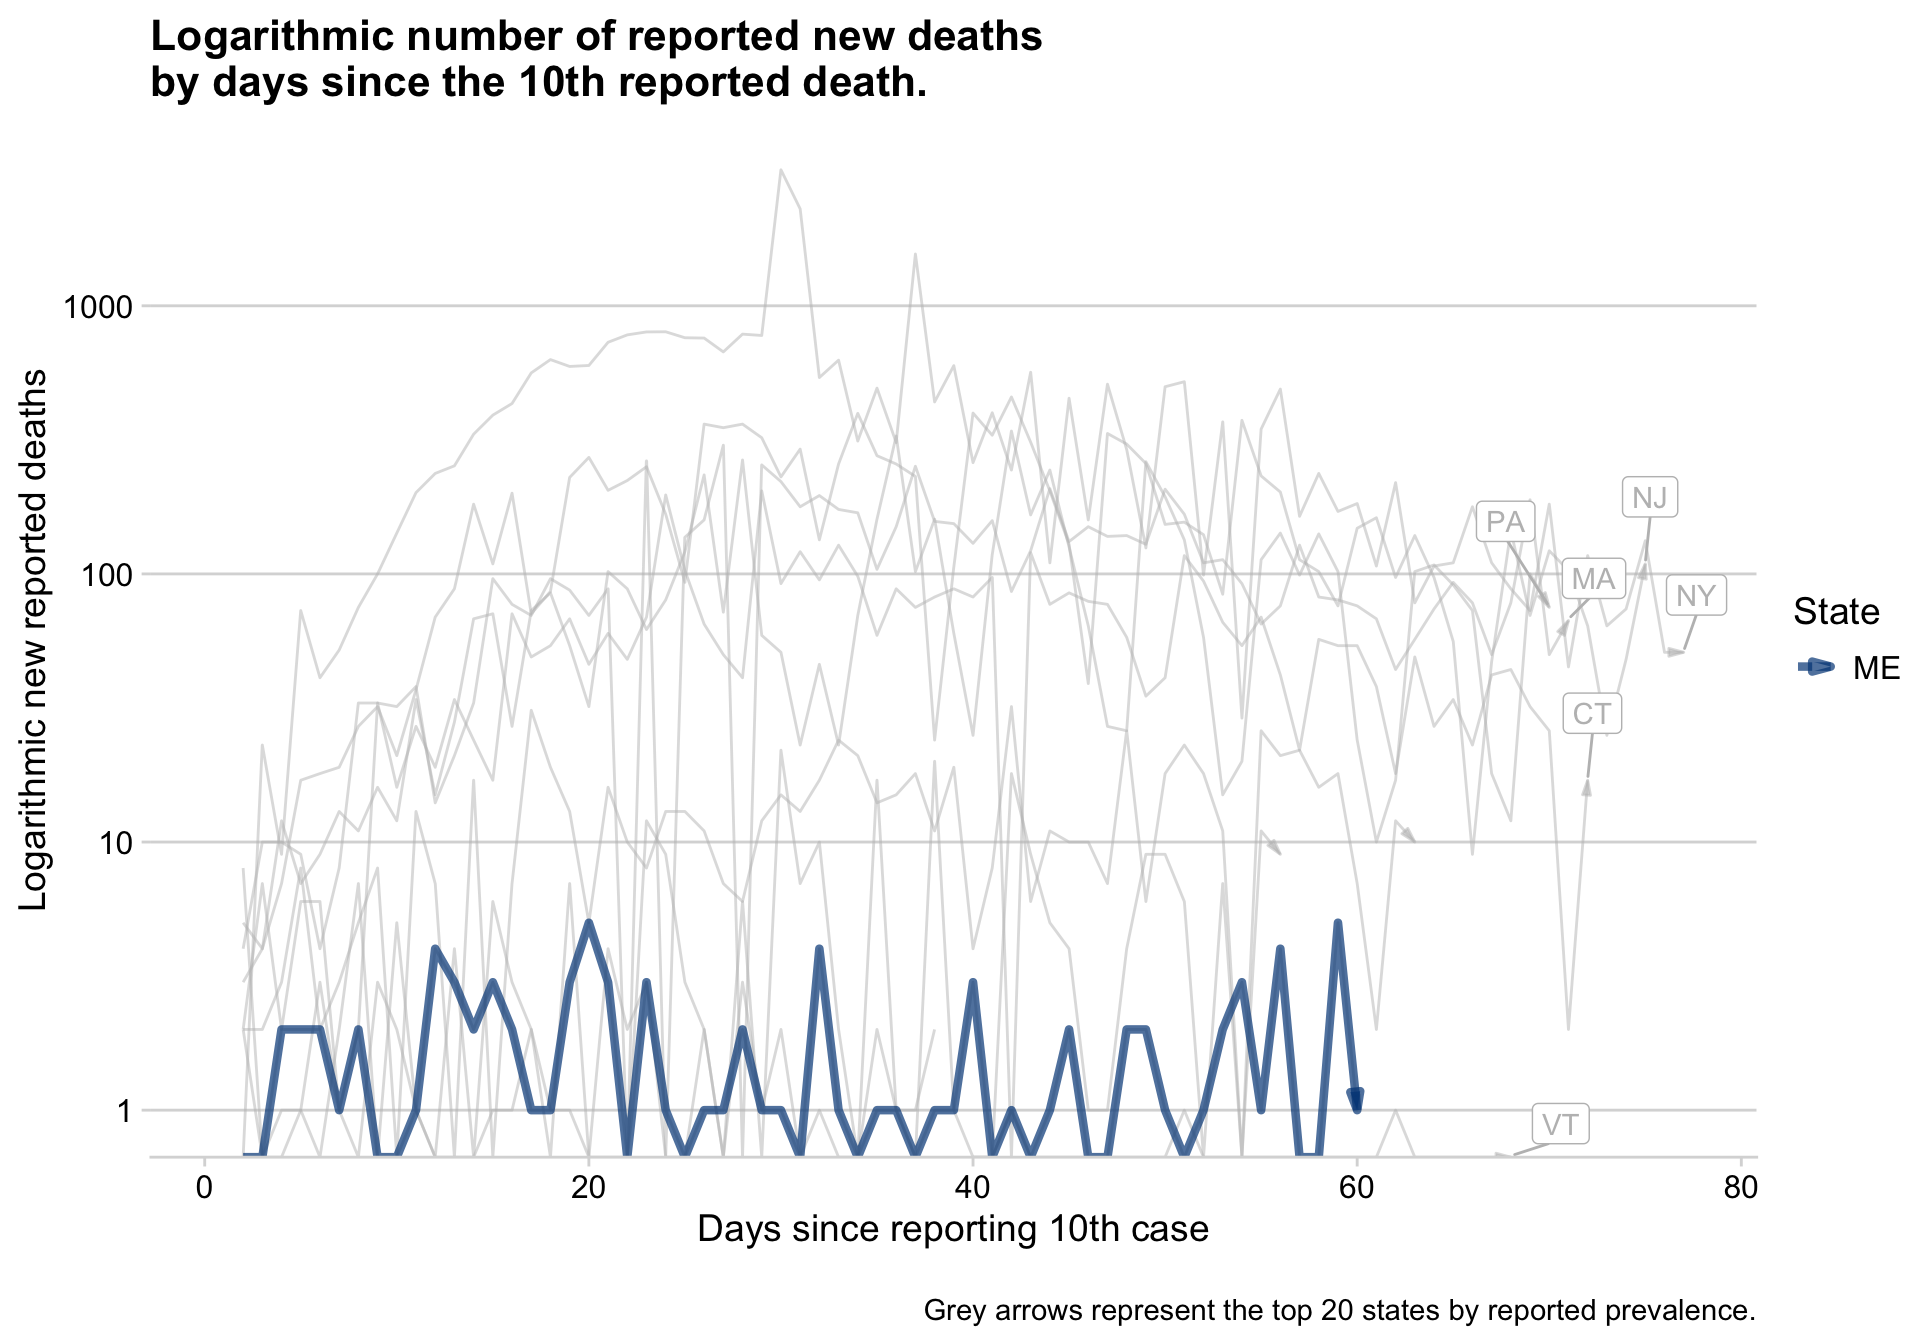 Logarithmic number of reported new deaths
by days since the 10th reported death.
Logarithmic new reported deaths
1000
100
10
1
NJ
PA
MA
NY
CT
VT
State
ME
0 20 40 60 80
Days since reporting 10th case
Grey arrows represent the top 20 states by reported prevalence.